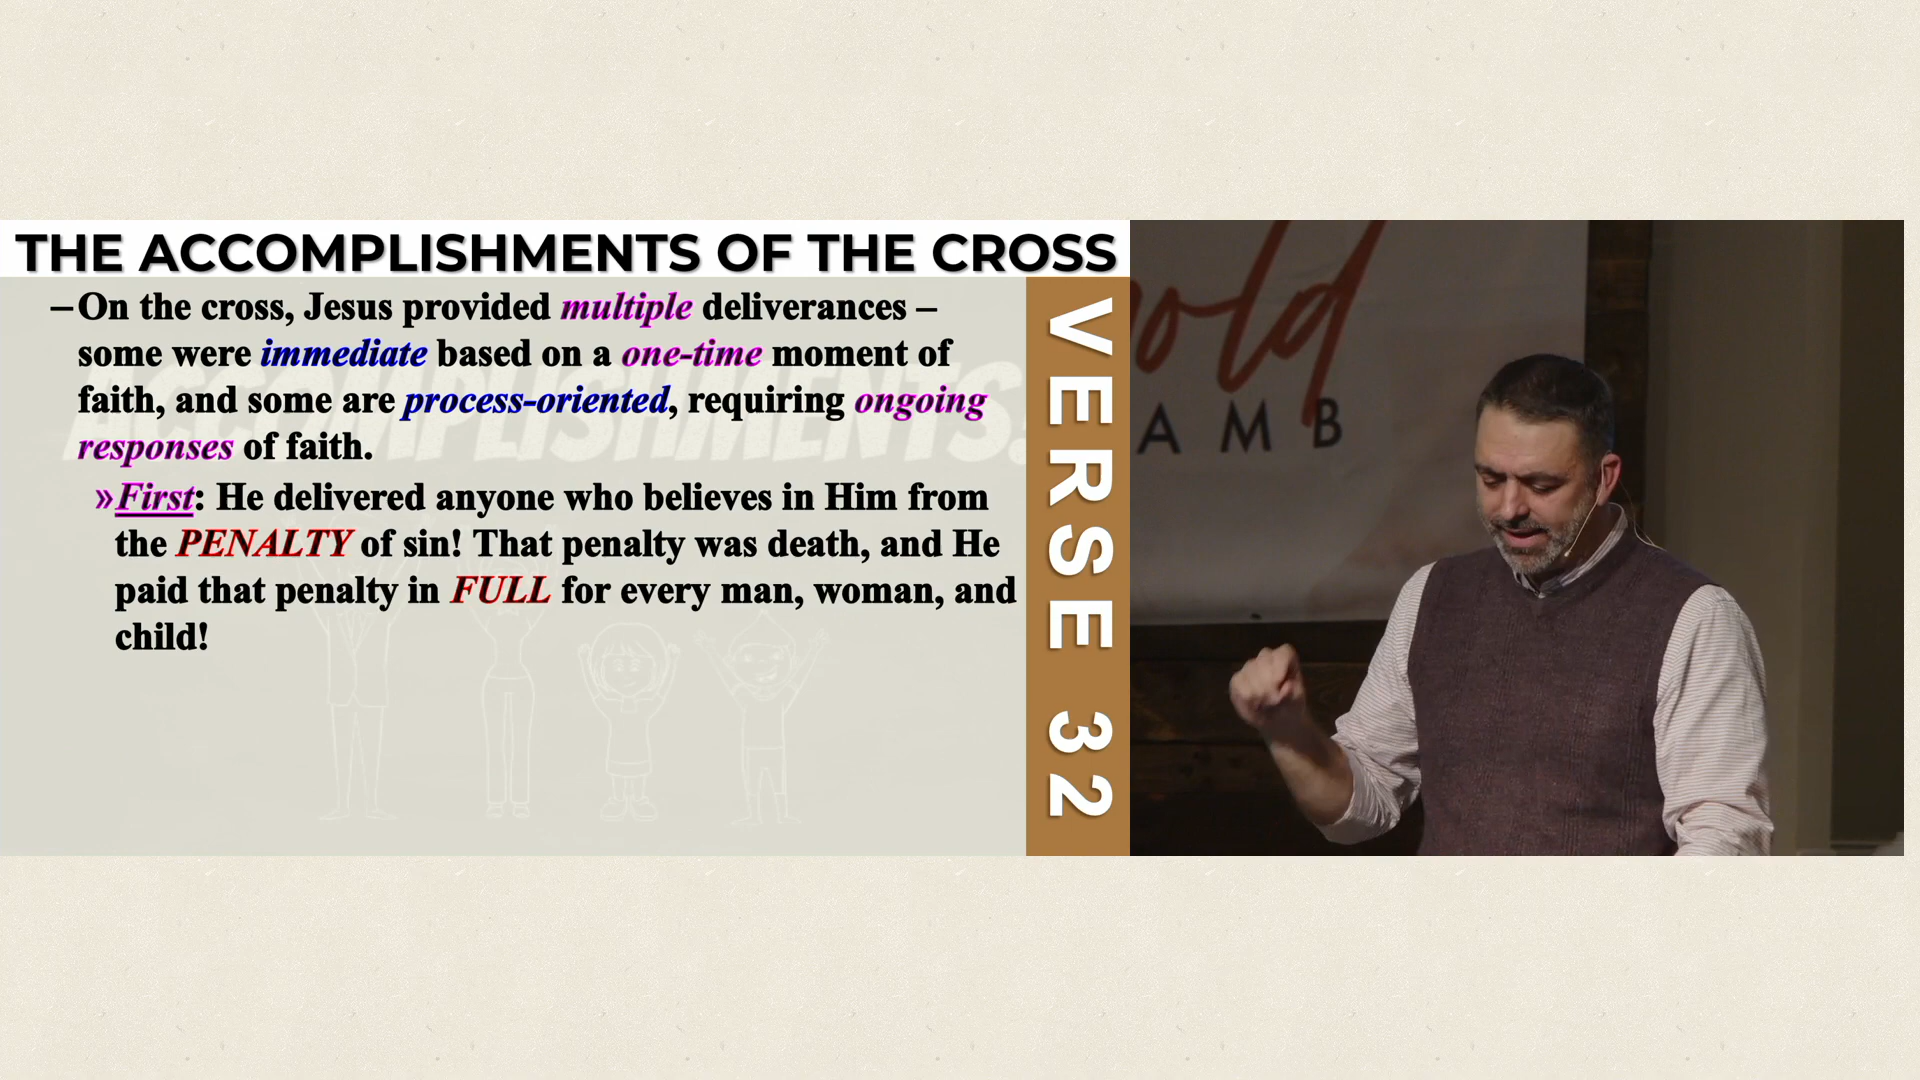 THE ACCOMPLISHMENTS OF THE CROSS
–On the cross, Jesus provided multiple deliverances –
some were immediate based on a one-time moment of
faith, and some are process-oriented, requiring ongoing
responses of faith.
»First: He delivered anyone who believes in Him from
the PENALTY of sin! That penalty was death, and He
paid that penalty in FULL for every man, woman, and
child!
ACCOMPLISHMENTS!
VERSE 32
old
AMB